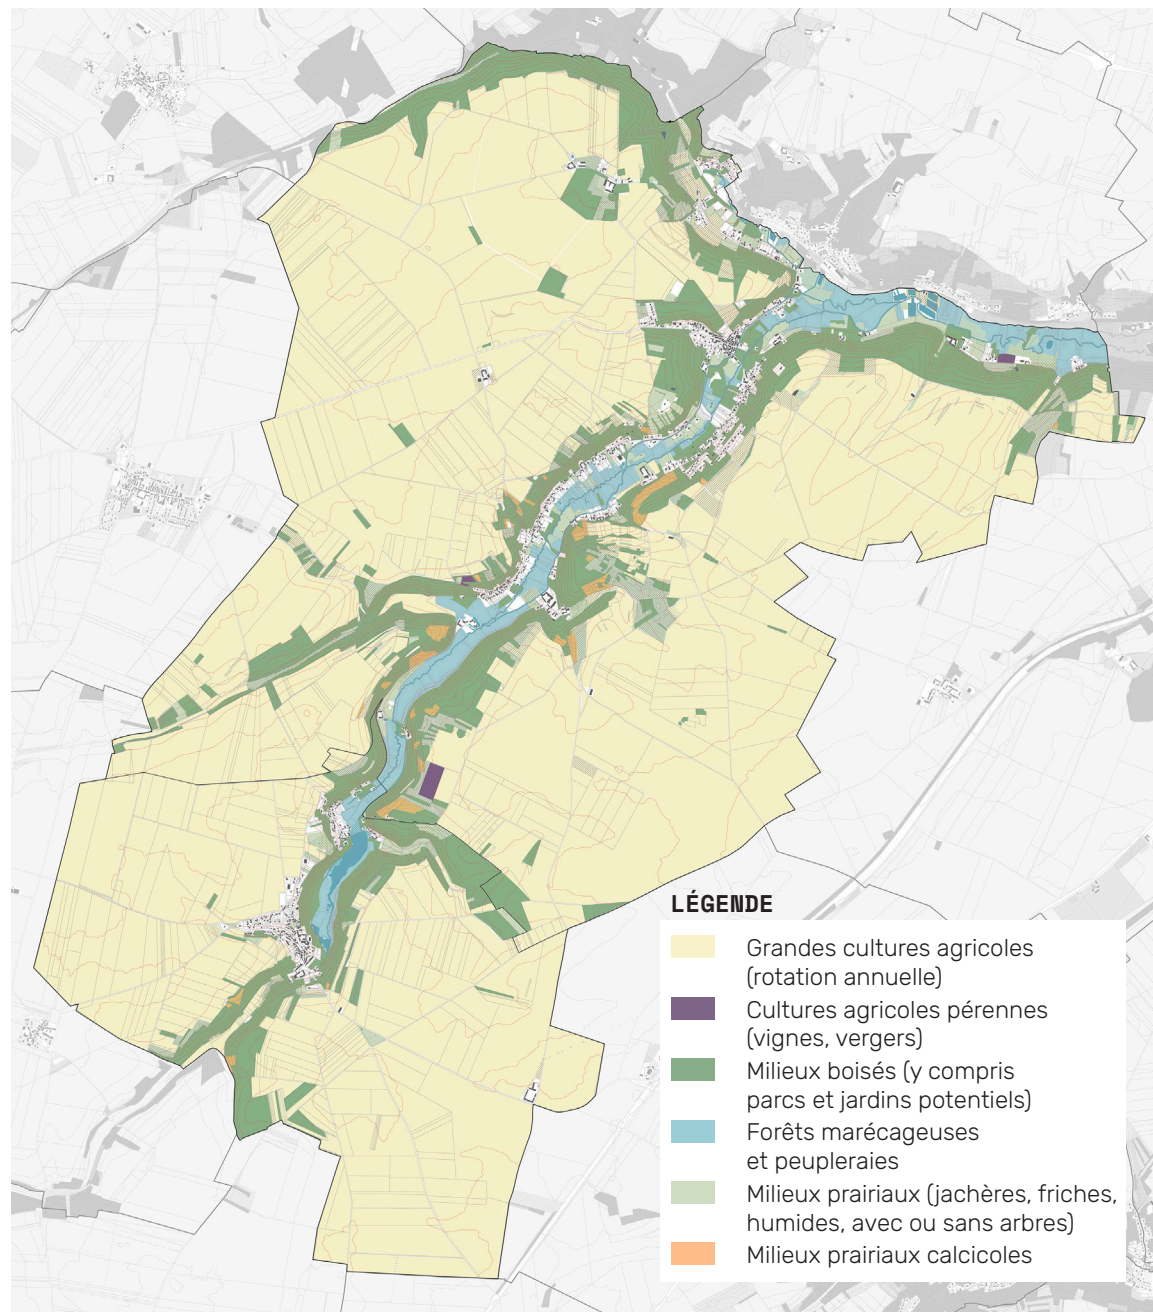 LÉGENDE
Grandes cultures agricoles
(rotation annuelle)
Cultures agricoles pérennes
(vignes, vergers)
Milieux boisés (y compris
parcs et jardins potentiels)
Forêts marécageuses
et peupleraies
Milieux prairiaux (jachères, friches,
humides, avec ou sans arbres)
Milieux prairiaux calcicoles